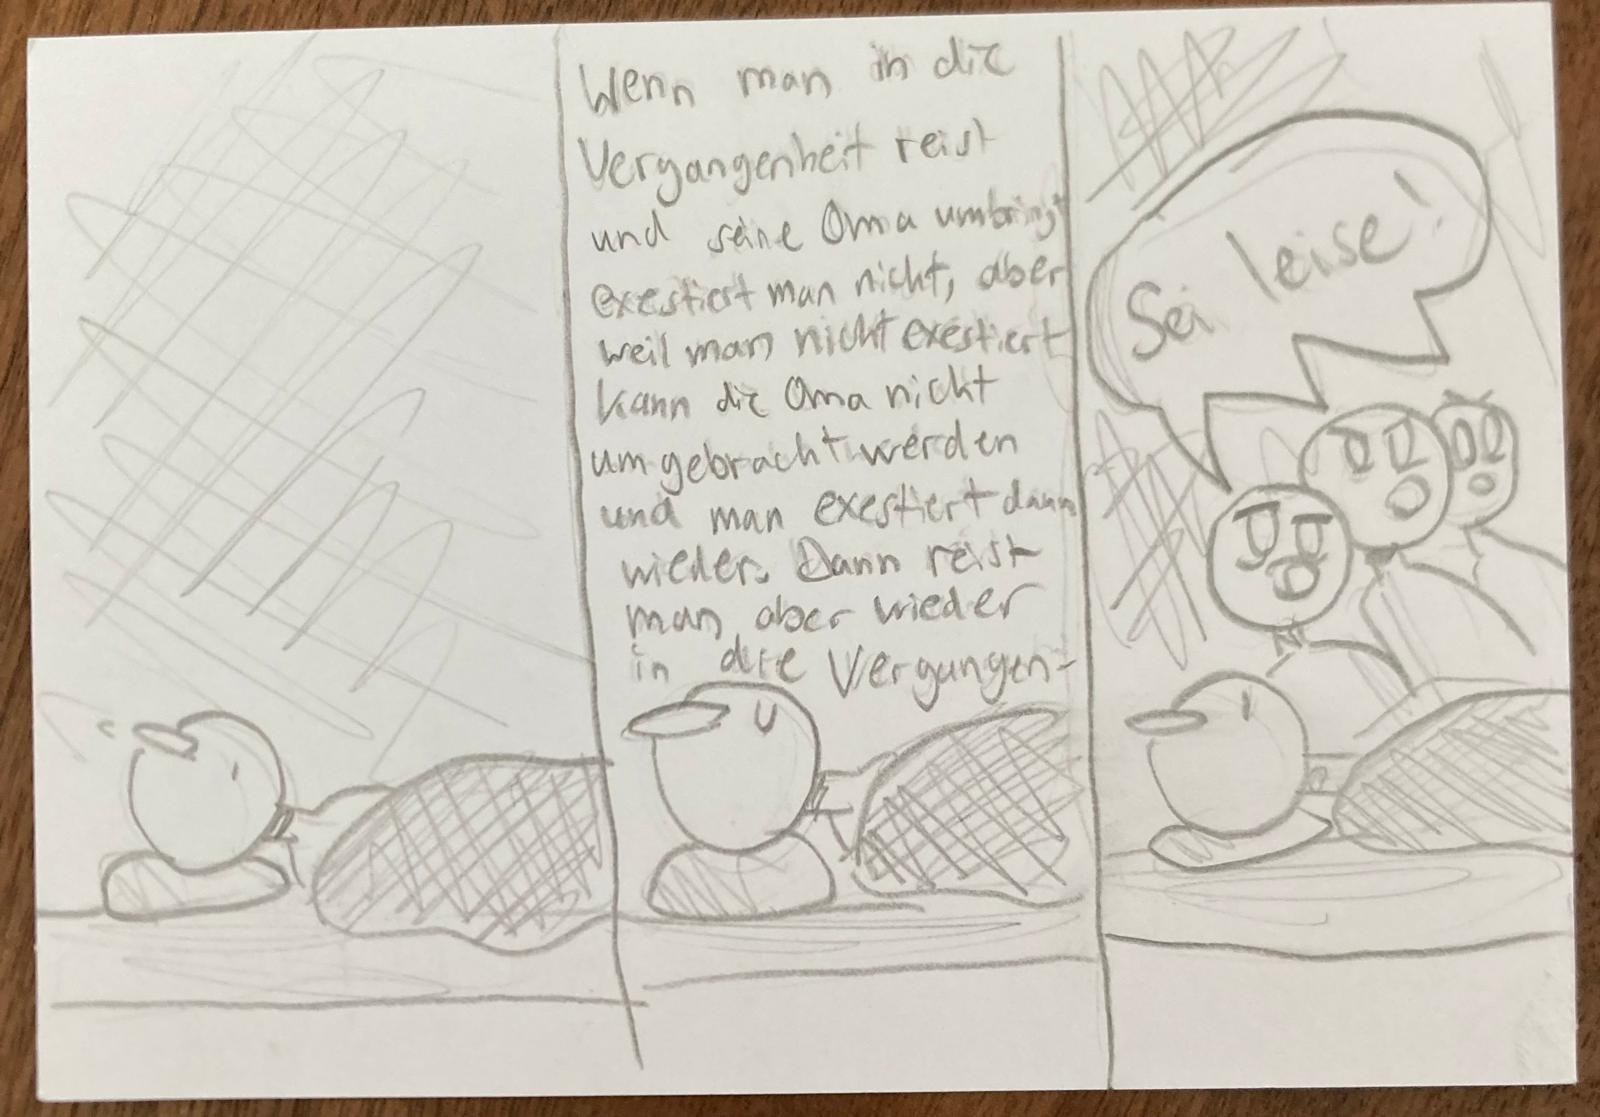 Wenn man in die
Vergangenheit reist
und seine Oma umbringt
exestiert man nicht, aber
weil man nicht exestiert
kann die Oma nicht
umgebracht werden
und man exestiert dann
wieder. Dann reist
man aber wieder
in die Vergangen-
Sei leise!